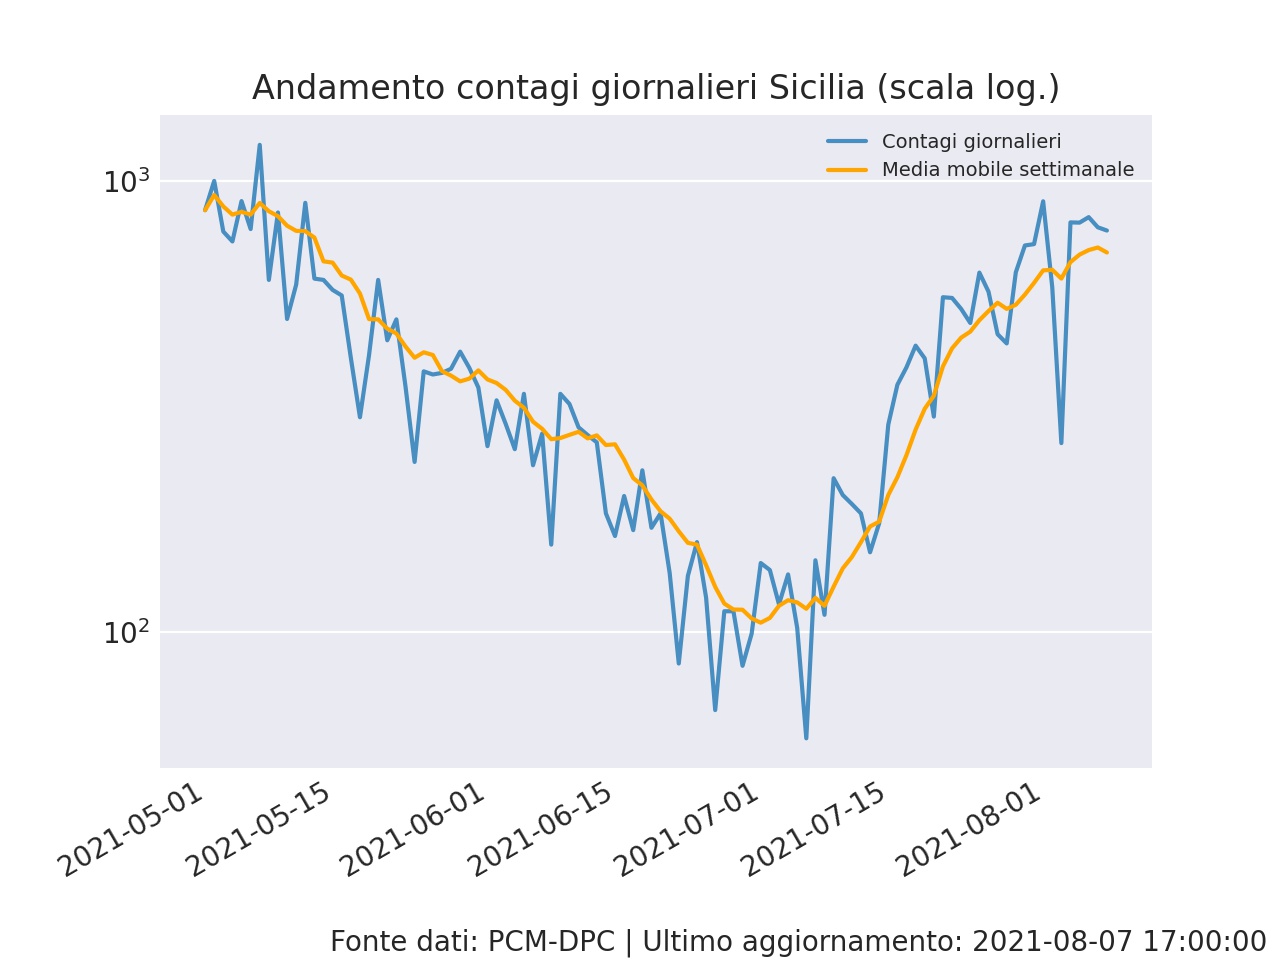 Andamento contagi giornalieri Sicilia (scala log.)
Contagi giornalieri
Media mobile settimanale
10³
10²
2021-05-01
2021-05-15
2021-06-01
2021-06-15
2021-07-01
2021-07-15
2021-08-01
Fonte dati: PCM-DPC | Ultimo aggiornamento: 2021-08-07 17:00:00